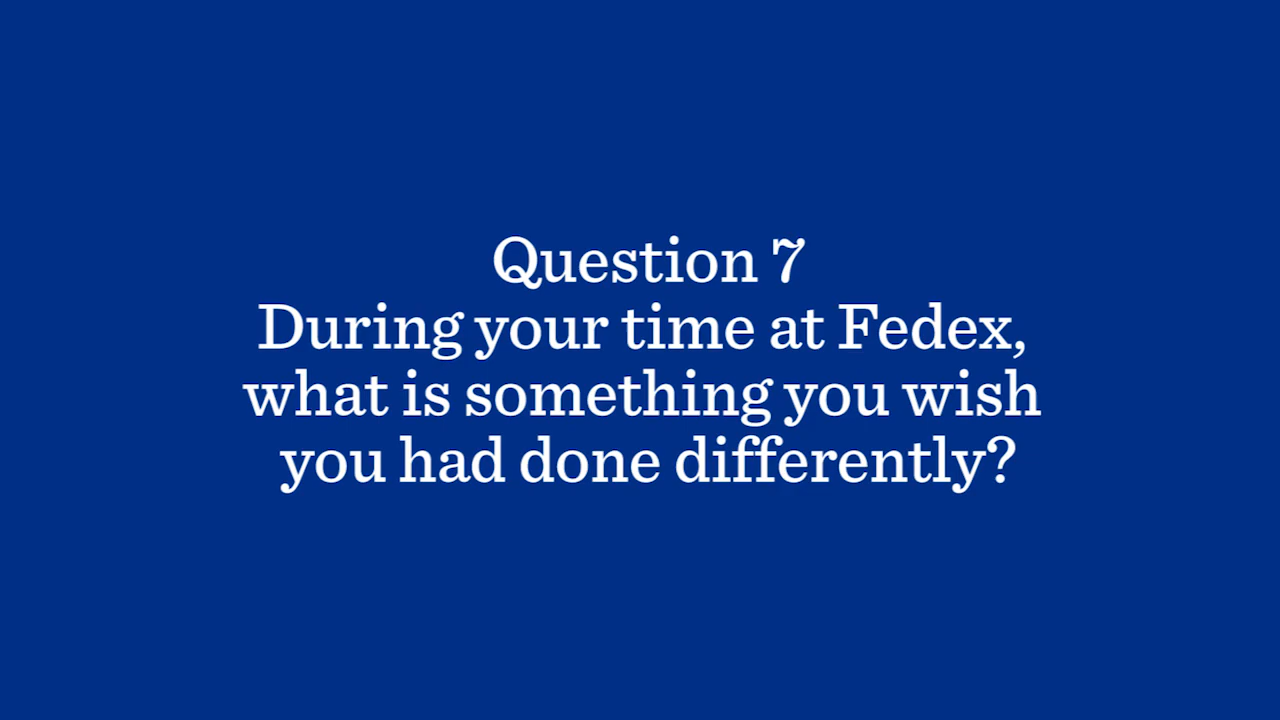 Question 7
During your time at Fedex,
what is something you wish
you had done differently?